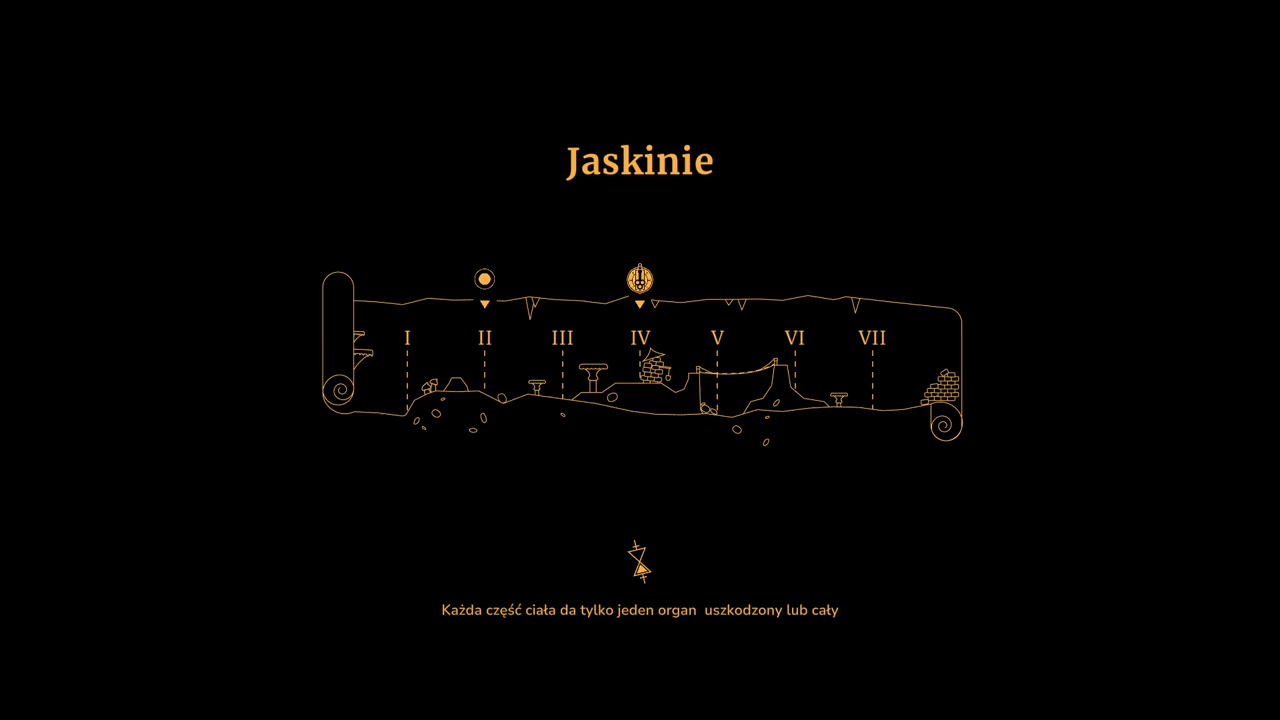 Jaskinie
I II III IV V VI VII
Każda część ciała da tylko jeden organ  uszkodzony lub cały